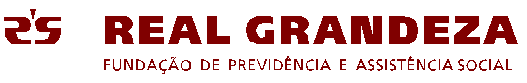 REAL GRANDEZA
FUNDAÇÃO DE PREVIDÊNCIA E ASSISTÊNCIA SOCIAL